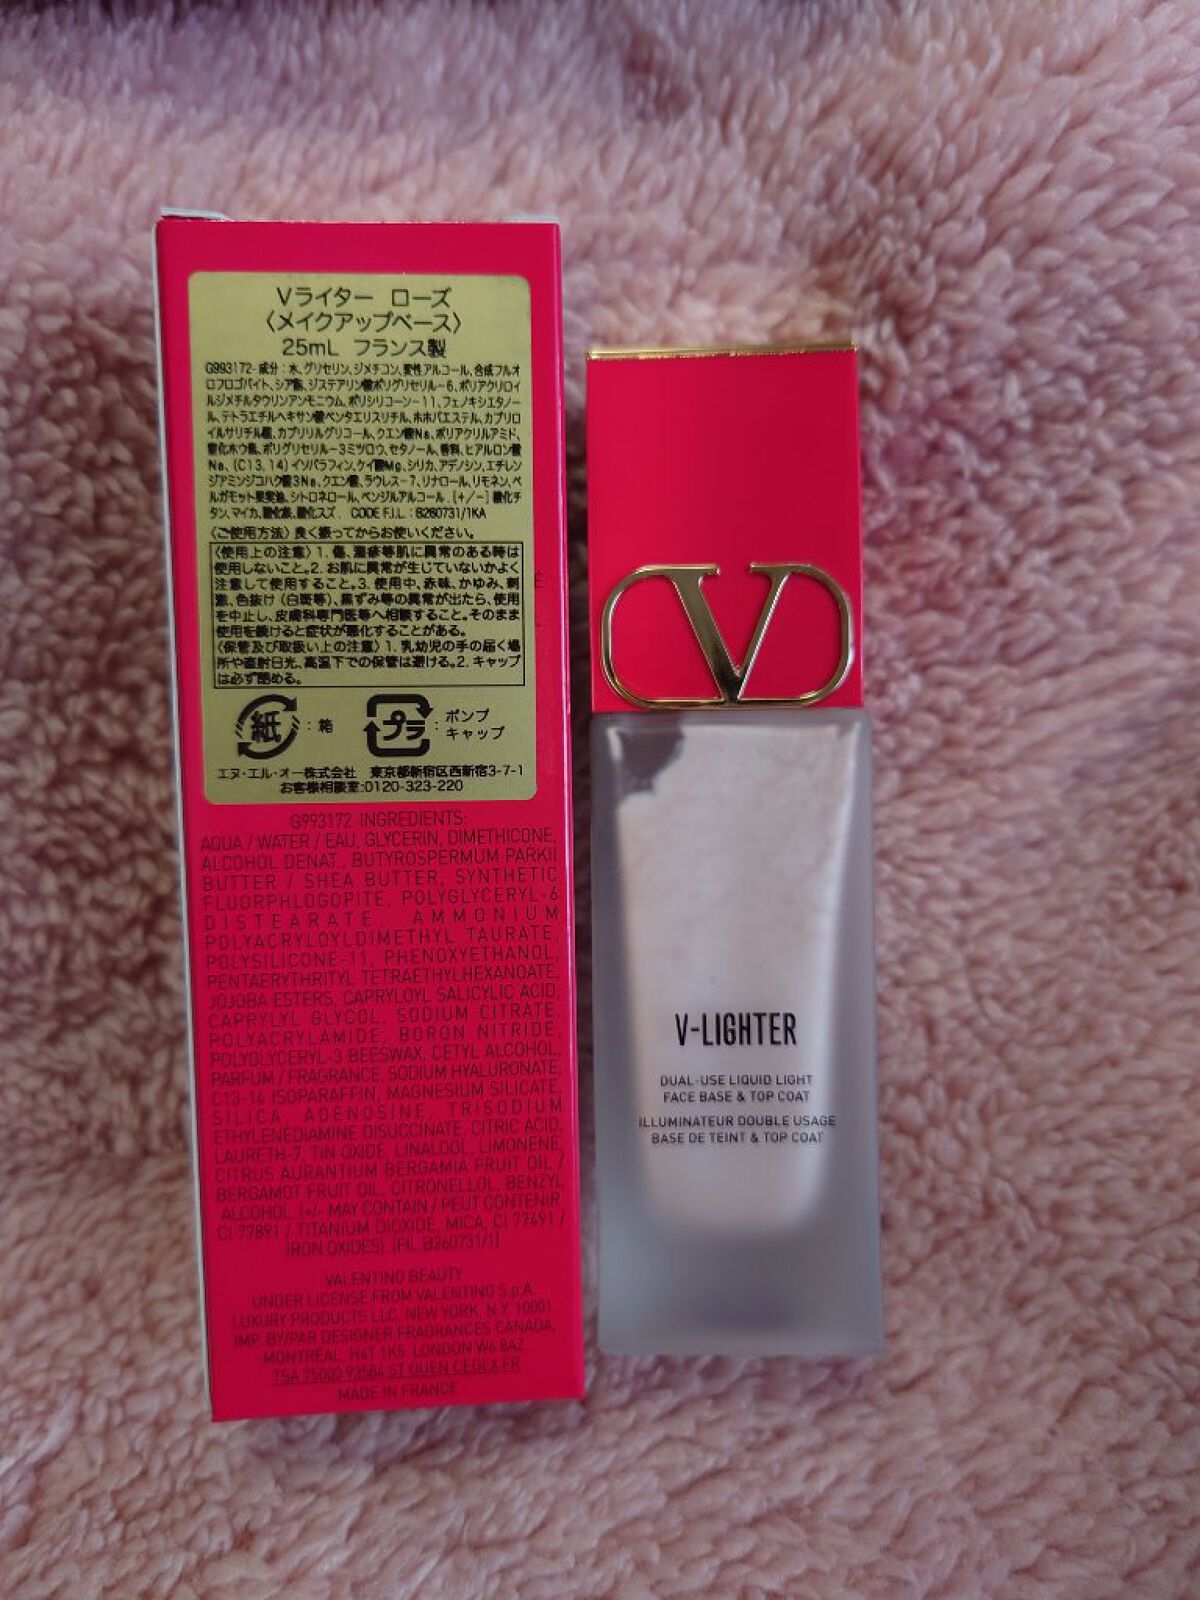 Vライター ローズ
〈メイクアップベース〉
25mL フランス製
G993172- 成分：水、グリセリン、ジメチコン、変性アルコール、合成フルオ
ロフロゴパイト、シア脂、ジステアリン酸ポリグリセリル-6、ポリアクリロイ
ルジメチルタウリンアンモニウム、ポリシリコーン-11、フェノキシエタノー
ル、テトラエチルヘキサン酸ペンタエリスリチル、ホホバエステル、カプリロ
イルサリチル酸、カプリリルグリコール、クエン酸Na、ポリアクリルアミド、
窒化ホウ素、ポリグリセリル-3ミツロウ、セタノール、香料、ヒアルロン酸
Na、(C13, 14)イソパラフィン、ケイ酸Mg、シリカ、アデノシン、エチレン
ジアミンジコハク酸3Na、クエン酸、ラウレス-7、リナロール、リモネン、ベ
ルガモット果実油、シトロネロール、ベンジルアルコール、[+/-]酸化チ
タン、マイカ、酸化鉄、酸化スズ. CODE F.I.L.: B260731/1KA
〈ご使用方法〉良く振ってからお使いください。
〈使用上の注意〉1. 傷、湿疹等肌に異常のある時は
使用しないこと。2. お肌に異常が生じていないかよく
注意して使用すること。3. 使用中、赤味、かゆみ、刺
激、色抜け(白斑等)、黒ずみ等の異常が出たら、使用
を中止し、皮膚科専門医等へ相談すること。そのまま
使用を続けると症状が悪化することがある。
〈保管及び取扱い上の注意〉1. 乳幼児の手の届く場
所や直射日光、高温下での保管は避ける。2. キャップ
は必ず閉める。
紙：箱
プラ：ポンプ
キャップ
エヌ・エル・オー株式会社 東京都新宿区西新宿3-7-1
お客様相談室:0120-323-220
G993172 INGREDIENTS:
AQUA / WATER / EAU, GLYCERIN, DIMETHICONE,
ALCOHOL DENAT., BUTYROSPERMUM PARKII
BUTTER / SHEA BUTTER, SYNTHETIC
FLUORPHLOGOPITE, POLYGLYCERYL-6
DISTEARATE, AMMONIUM
POLYACRYLOYLDIMETHYL TAURATE,
POLYSILICONE-11, PHENOXYETHANOL,
PENTAERYTHRITYL TETRAETHYLHEXANOATE,
JOJOBA ESTERS, CAPRYLOYL SALICYLIC ACID,
CAPRYLYL GLYCOL, SODIUM CITRATE,
POLYACRYLAMIDE, BORON NITRIDE,
POLYGLYCERYL-3 BEESWAX, CETYL ALCOHOL,
PARFUM / FRAGRANCE, SODIUM HYALURONATE,
C13-14 ISOPARAFFIN, MAGNESIUM SILICATE,
SILICA, ADENOSINE, TRISODIUM
ETHYLENEDIAMINE DISUCCINATE, CITRIC ACID,
LAURETH-7, TIN OXIDE, LINALOOL, LIMONENE,
CITRUS AURANTIUM BERGAMIA FRUIT OIL /
BERGAMOT FRUIT OIL, CITRONELLOL, BENZYL
ALCOHOL. [+/- MAY CONTAIN / PEUT CONTENIR
CI 77891 / TITANIUM DIOXIDE, MICA, CI 77491 /
IRON OXIDES]. (FIL B260731/1)
VALENTINO BEAUTY
UNDER LICENSE FROM VALENTINO S.p.A.
LUXURY PRODUCTS LLC, NEW YORK, N.Y. 10001.
IMP. BY/PAR DESIGNER FRAGRANCES CANADA,
MONTREAL, H4T 1K5. LONDON W6 8AZ
TSA 75000 93584 ST OUEN CEDEX FR
MADE IN FRANCE
V
V-LIGHTER
DUAL-USE LIQUID LIGHT
FACE BASE & TOP COAT
ILLUMINATEUR DOUBLE USAGE
BASE DE TEINT & TOP COAT